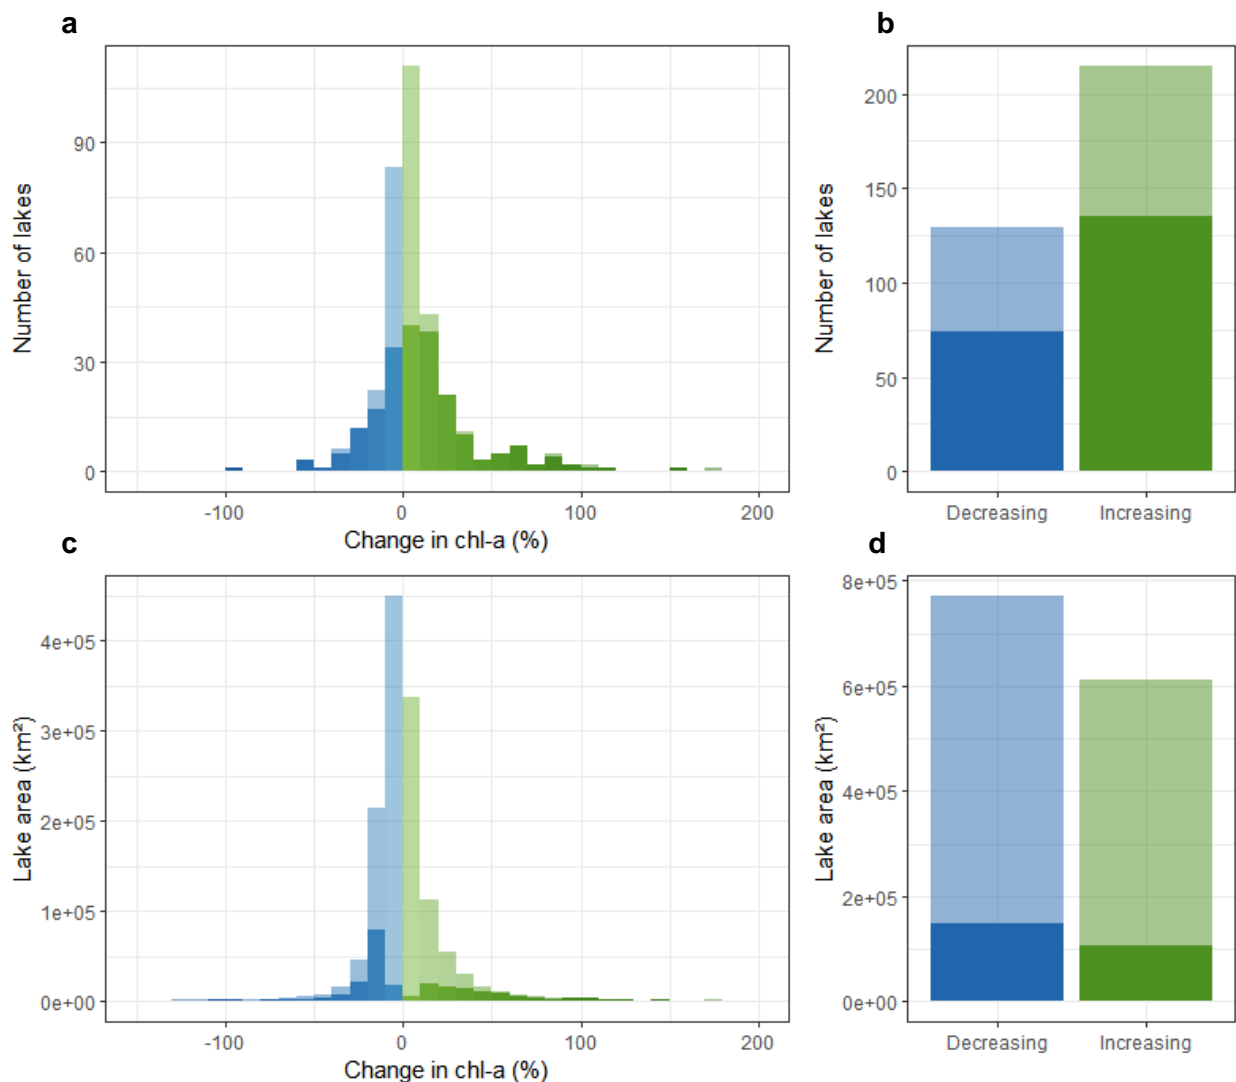 a
b
Number of lakes
90
60
30
0
-100
0
100
200
Change in chl-a (%)
Number of lakes
200
150
100
50
0
Decreasing
Increasing
c
d
Lake area (km²)
4e+05
3e+05
2e+05
1e+05
0e+00
-100
0
100
200
Change in chl-a (%)
Lake area (km²)
8e+05
6e+05
4e+05
2e+05
0e+00
Decreasing
Increasing